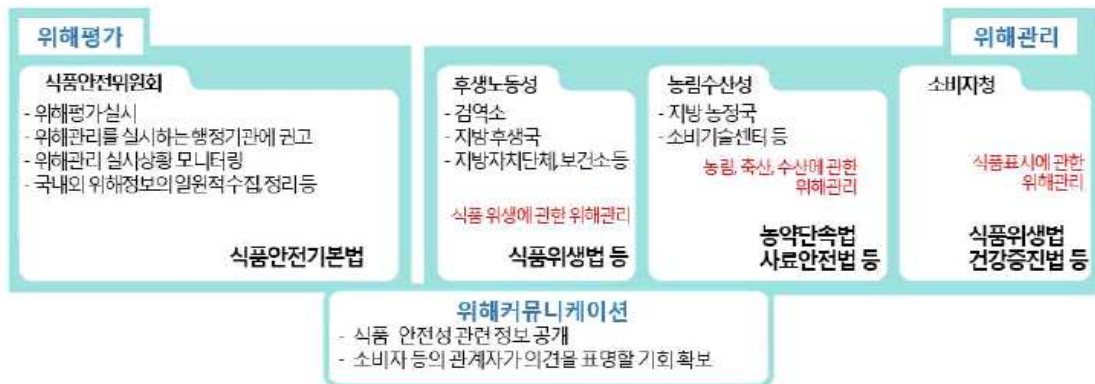 위해평가
식품안전위원회
- 위해평가실시
- 위해관리를 실시하는 행정기관에 권고
- 위해관리 실시상황 모니터링
- 국내외 위해정보의 일원적 수집, 정리 등
식품안전기본법
위해관리
후생노동성
- 검역소
- 지방 후생국
- 지방자치단체, 보건소 등
식품 위생에 관한 위해관리
식품위생법 등
농림수산성
- 지방 농정국
- 소비기술센터 등
농림, 축산, 수산에 관한
위해관리
농약단속법
사료안전법 등
소비자청
식품표시에 관한
위해관리
식품위생법
건강증진법 등
위해커뮤니케이션
- 식품 안전성 관련 정보 공개
- 소비자 등의 관계자가 의견을 표명할 기회 확보